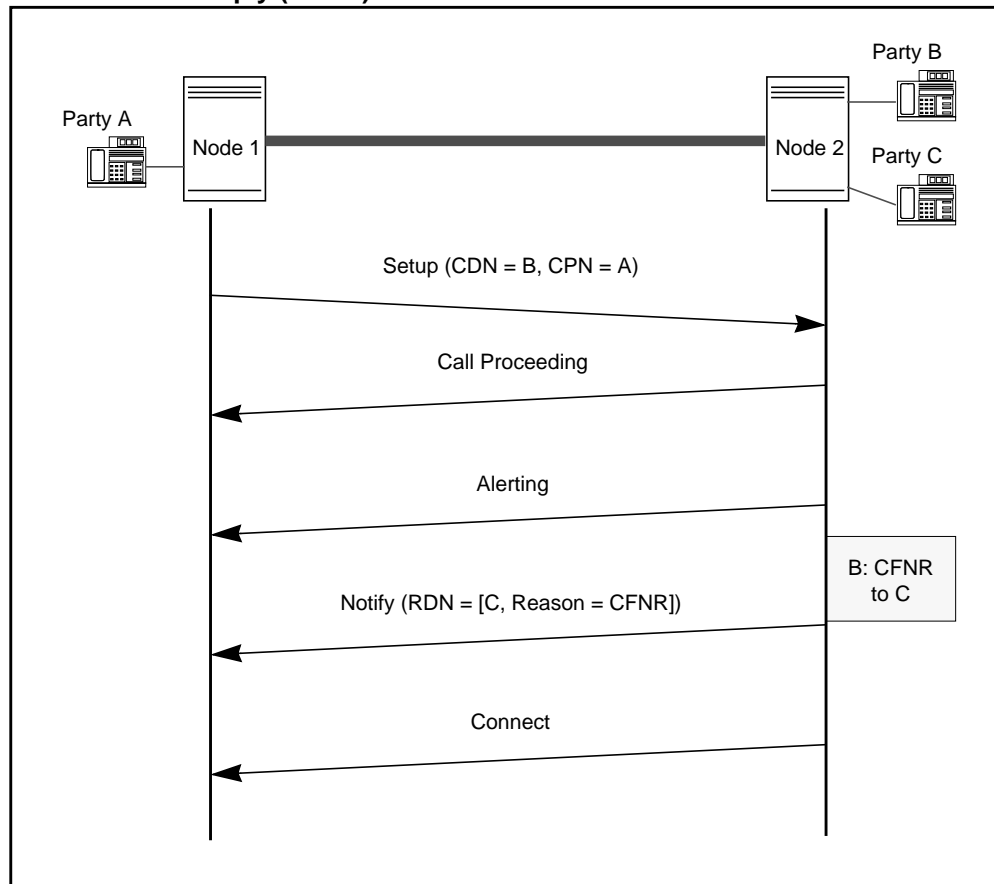 Party B
Party A
Node 1
Node 2
Party C
Setup (CDN = B, CPN = A)
Call Proceeding
Alerting
B: CFNR
to C
Notify (RDN = [C, Reason = CFNR])
Connect